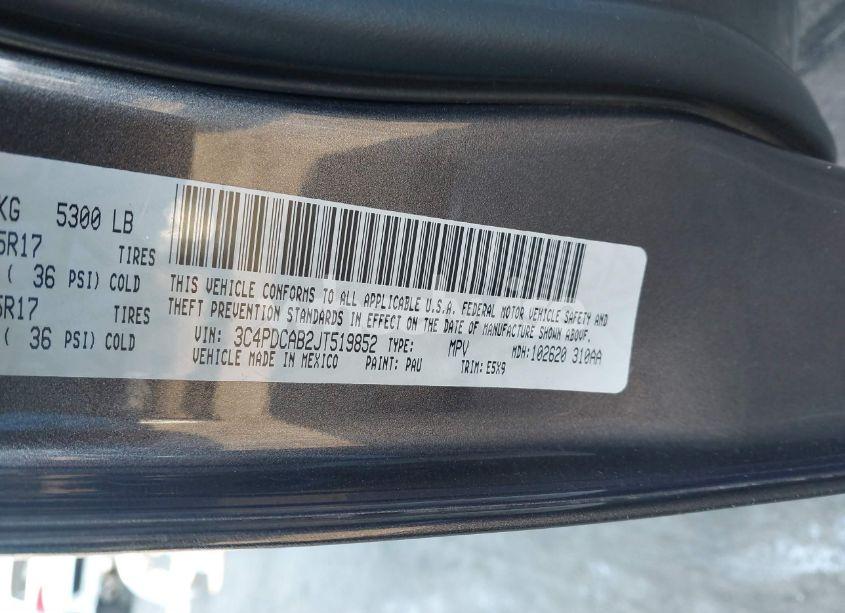 KG 5300 LB
5R17 TIRES
( 36 PSI) COLD
5R17 TIRES
( 36 PSI) COLD
THIS VEHICLE CONFORMS TO ALL APPLICABLE U.S.A. FEDERAL MOTOR VEHICLE SAFETY AND
THEFT PREVENTION STANDARDS IN EFFECT ON THE DATE OF MANUFACTURE SHOWN ABOVE.
VIN: 3C4PDCAB2JT519852 TYPE: MPV MDH:102620 310AA
VEHICLE MADE IN MEXICO PAINT: PAU TRIM: E5X9